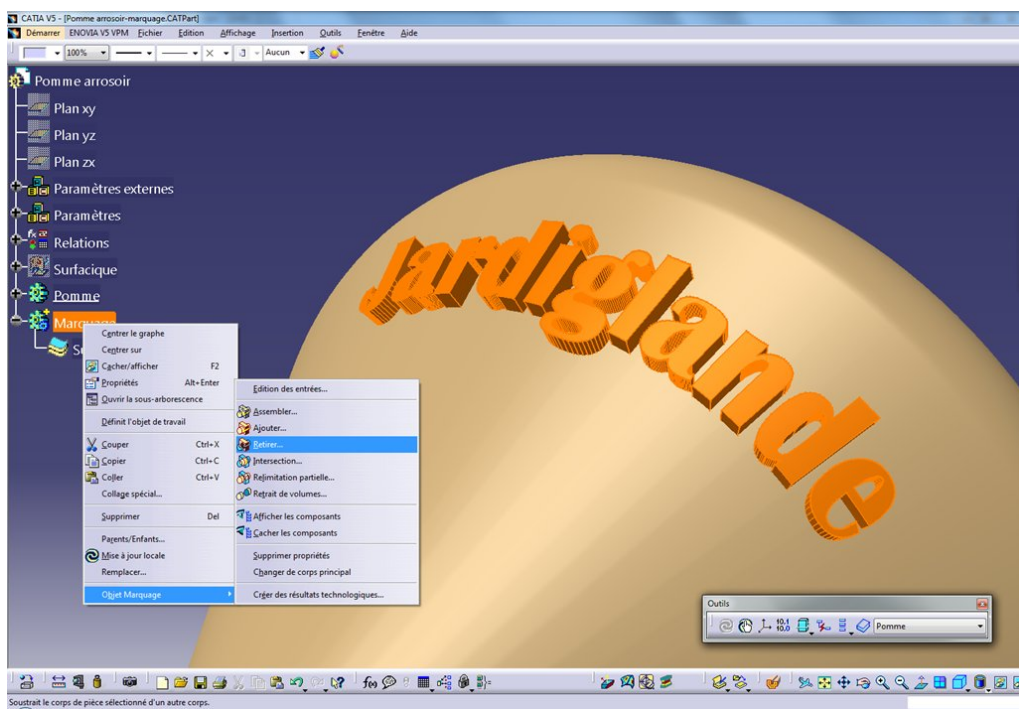 CATIA V5 - [Pomme arrosoir-marquage.CATPart]
Démarrer ENOVIA V5 VPM Fichier Edition Affichage Insertion Outils Fenêtre Aide
100% Aucun
Pomme arrosoir
Plan xy
Plan yz
Plan zx
Paramètres externes
Paramètres
Relations
Surfacique
Pomme
Marquage
Centrer le graphe
Centrer sur
Cacher/afficher F2
Propriétés Alt+Enter
Ouvrir la sous-arborescence
Définit l'objet de travail
Couper Ctrl+X
Copier Ctrl+C
Coller Ctrl+V
Collage spécial...
Supprimer Del
Parents/Enfants...
Mise à jour locale
Remplacer...
Objet Marquage
Edition des entrées...
Assembler...
Ajouter...
Retirer...
Intersection...
Relimitation partielle...
Retrait de volumes...
Afficher les composants
Cacher les composants
Supprimer propriétés
Changer de corps principal
Créer des résultats technologiques...
Jardiglande
Outils
10.1
10.0
Pomme
Soustrait le corps de pièce sélectionné d'un autre corps.